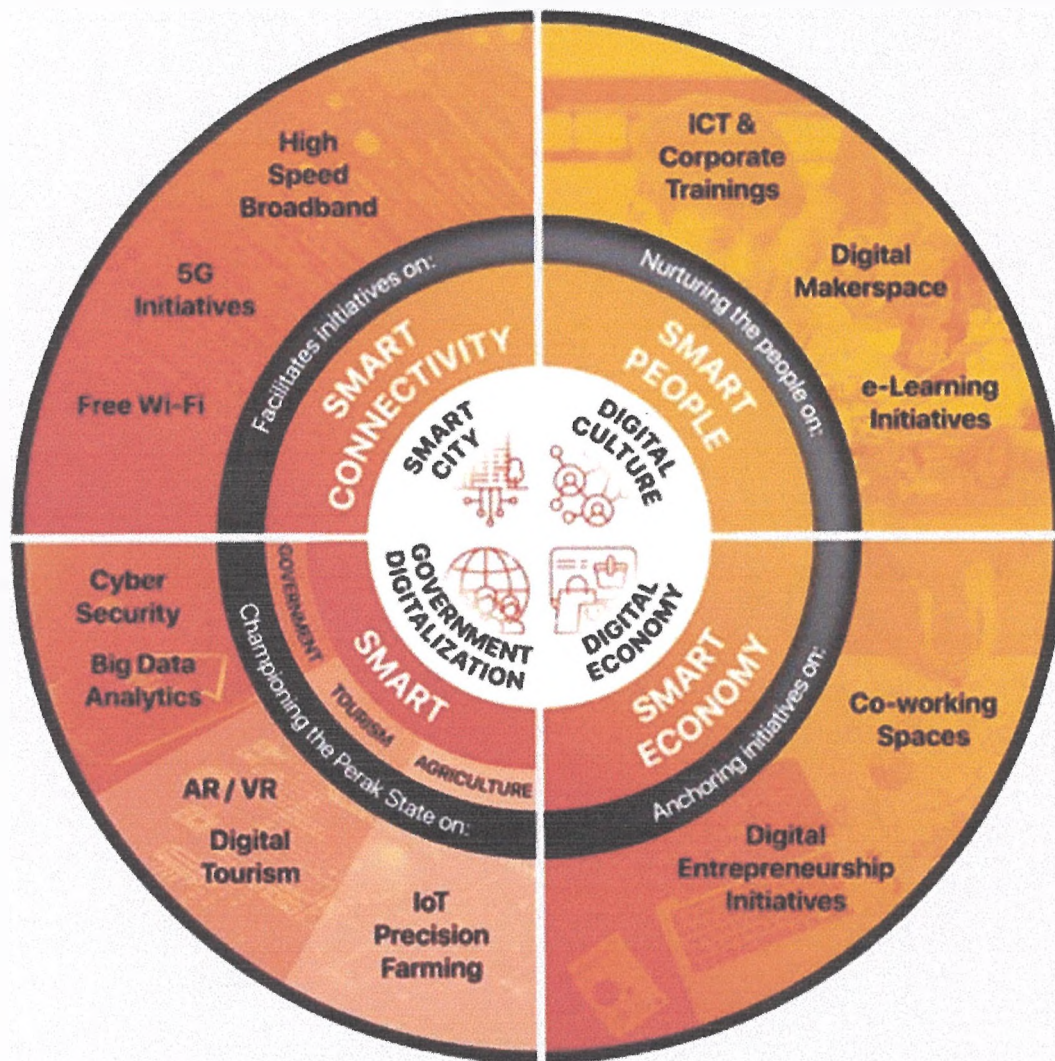 High
Speed
Broadband
5G
Initiatives
Free Wi-Fi
Facilitates initiatives on:
SMART
CONNECTIVITY
SMART
CITY
ICT &
Corporate
Trainings
Digital
Makerspace
e-Learning
Initiatives
Nurturing the people on:
SMART
PEOPLE
DIGITAL
CULTURE
Cyber
Security
Big Data
Analytics
AR / VR
Digital
Tourism
IoT
Precision
Farming
Championing the Perak State on:
GOVERNMENT
TOURISM
AGRICULTURE
SMART
GOVERNMENT
DIGITALIZATION
DIGITAL
ECONOMY
SMART
ECONOMY
Anchoring initiatives on:
Co-working
Spaces
Digital
Entrepreneurship
Initiatives